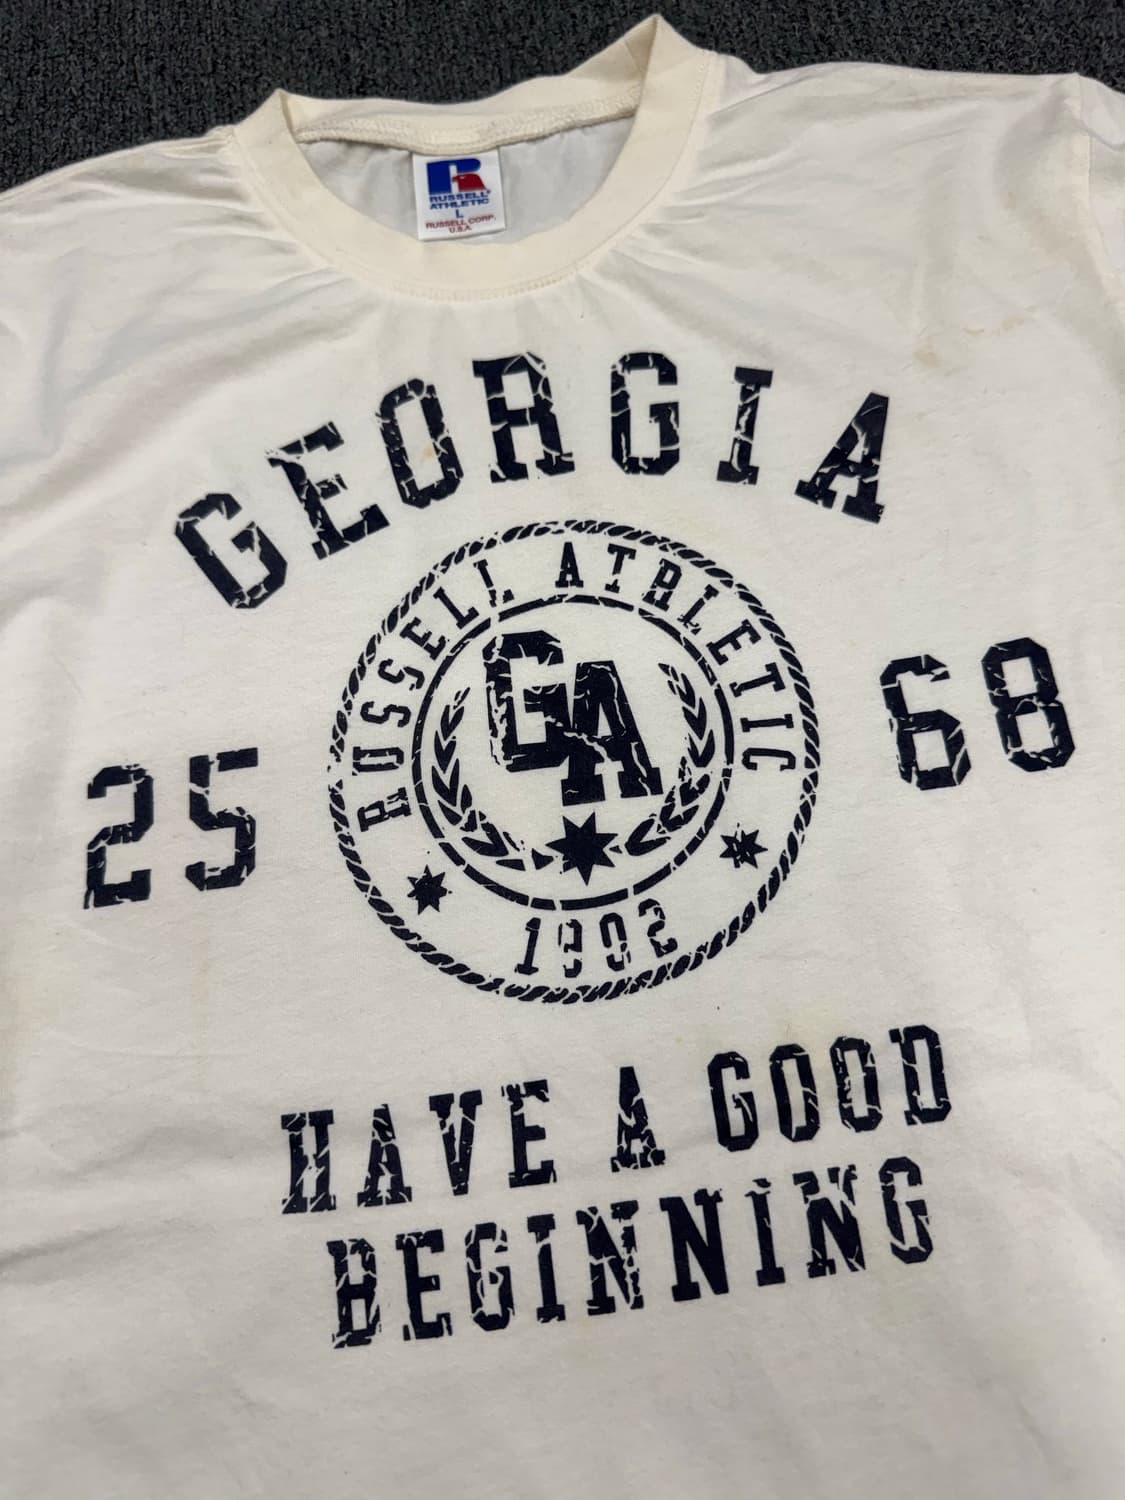 RUSSELL
ATHLETIC
L
RUSSELL CORP.
U.S.A.
GEORGIA
RUSSELL ATHLETIC
GA
25 68
1902
HAVE A GOOD
BEGINNING